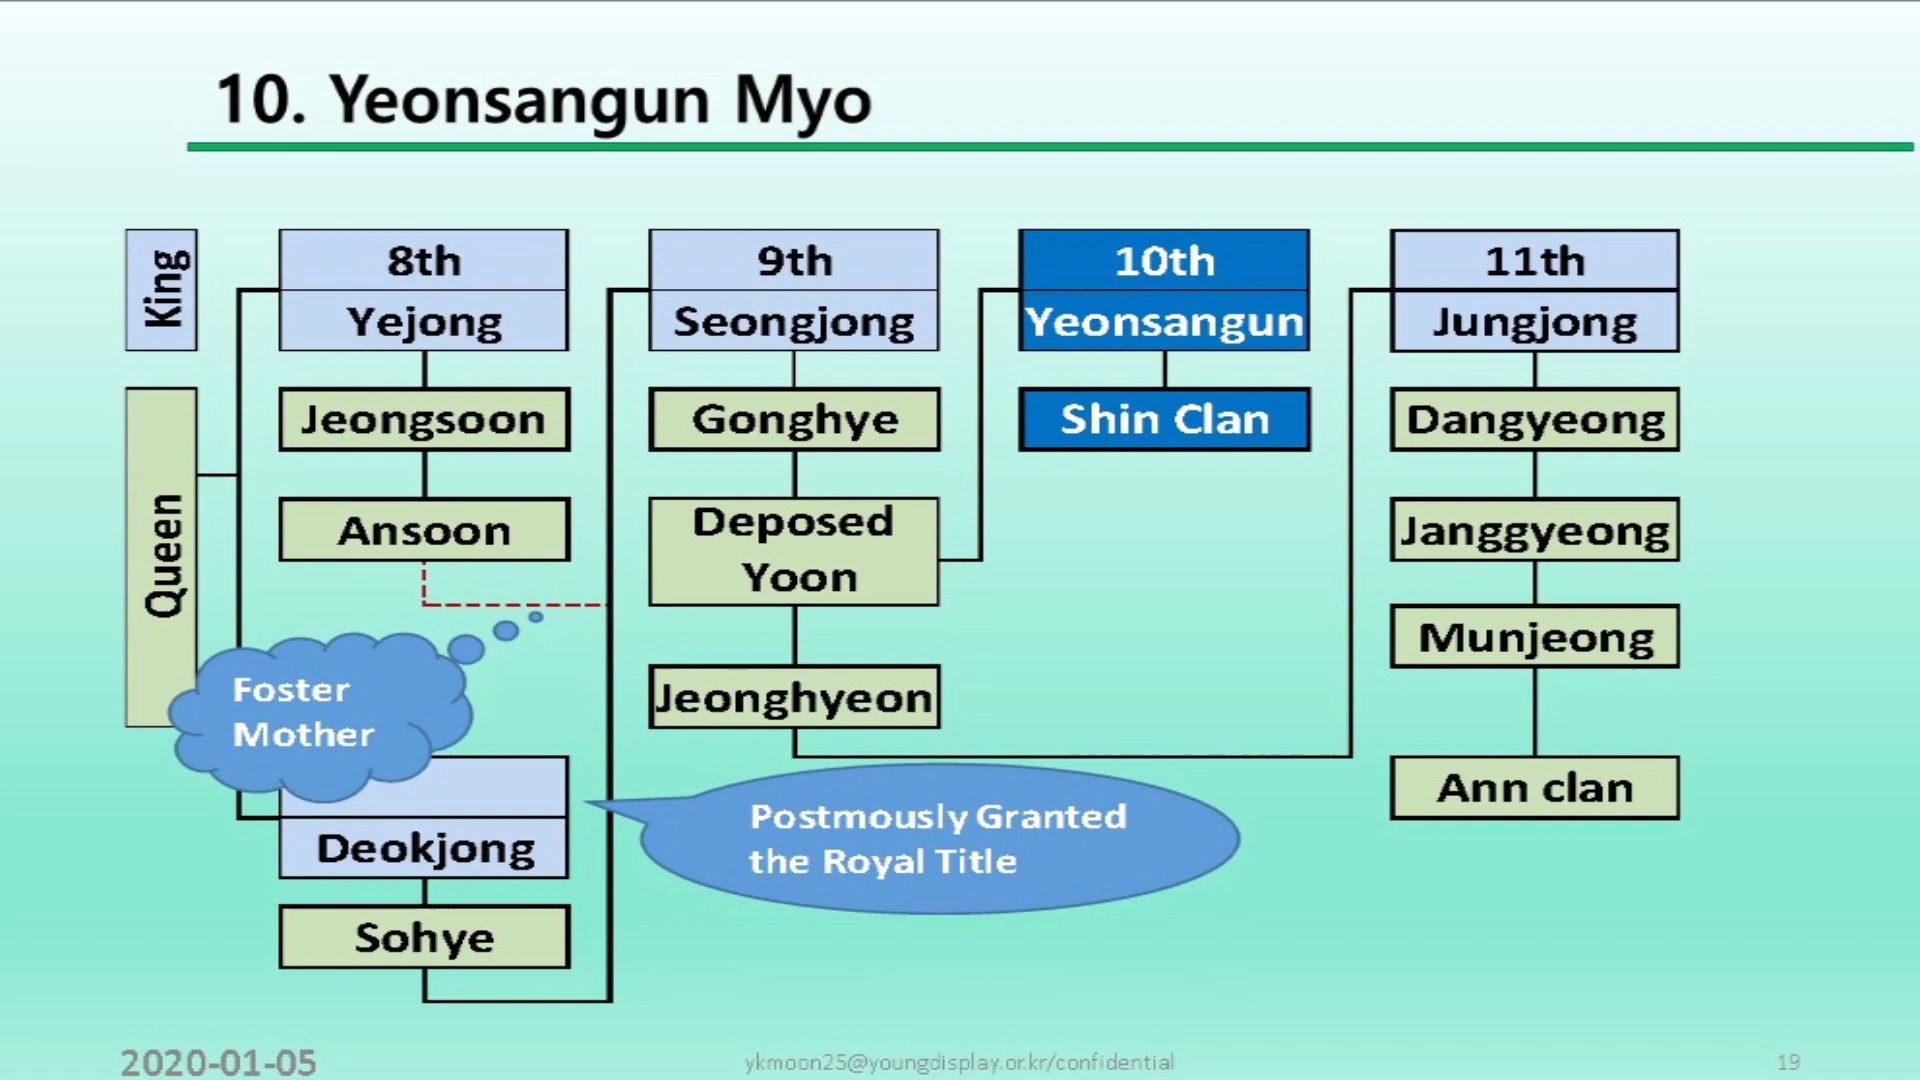 10. Yeonsangun Myo
King
8th
Yejong
9th
Seongjong
10th
Yeonsangun
11th
Jungjong
Queen
Jeongsoon
Gonghye
Shin Clan
Dangyeong
Ansoon
Deposed
Yoon
Janggyeong
Munjeong
Foster
Mother
Jeonghyeon
Ann clan
Postmously Granted
the Royal Title
Deokjong
Sohye
2020-01-05
ykmoon25@youngdisplay.or.kr/confidential
19